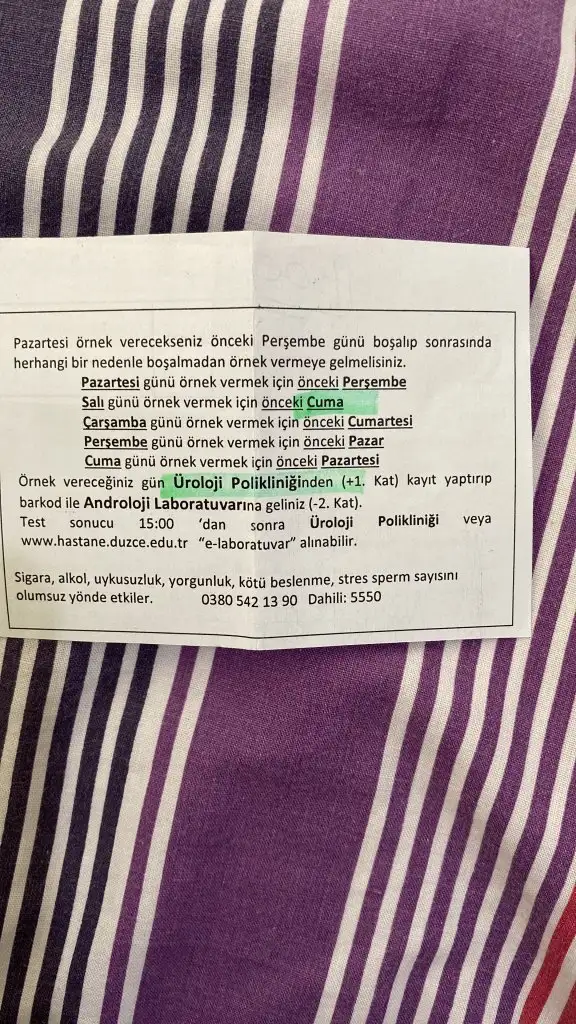 Pazartesi örnek verecekseniz önceki Perşembe günü boşalıp sonrasında
herhangi bir nedenle boşalmadan örnek vermeye gelmelisiniz.
Pazartesi günü örnek vermek için önceki Perşembe
Salı günü örnek vermek için önceki Cuma
Çarşamba günü örnek vermek için önceki Cumartesi
Perşembe günü örnek vermek için önceki Pazar
Cuma günü örnek vermek için önceki Pazartesi
Örnek vereceğiniz gün Üroloji Polikliniğinden (+1. Kat) kayıt yaptırıp
barkod ile Androloji Laboratuvarına geliniz (-2. Kat).
Test sonucu 15:00 'dan sonra Üroloji Polikliniği veya
www.hastane.duzce.edu.tr "e-laboratuvar" alınabilir.
Sigara, alkol, uykusuzluk, yorgunluk, kötü beslenme, stres sperm sayısını
olumsuz yönde etkiler. 0380 542 13 90 Dahili: 5550